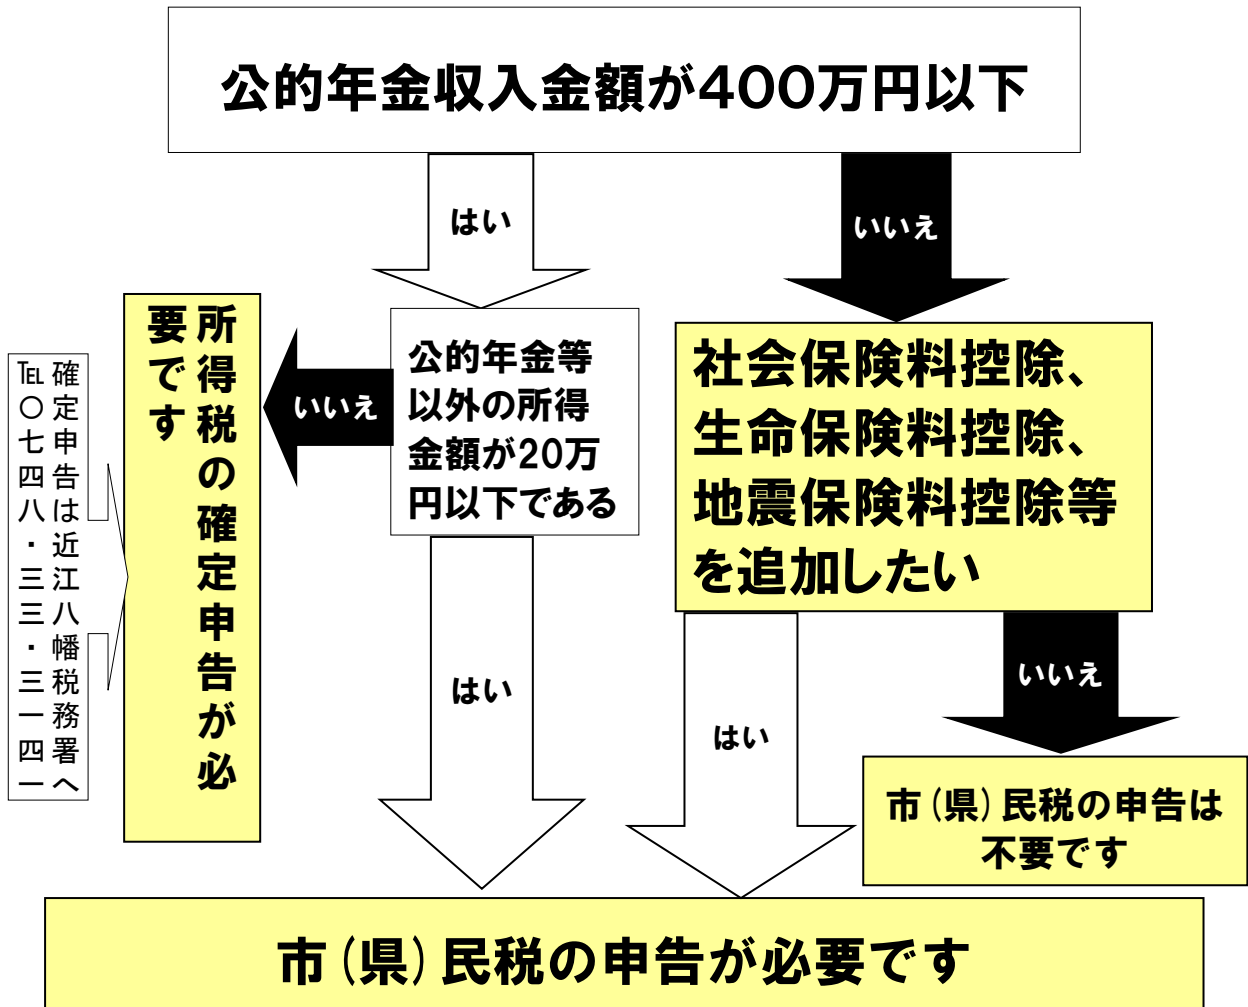 公的年金収入金額が400万円以下
はい
いいえ
公的年金等
以外の所得
金額が20万
円以下である
いいえ
所得税の確定申告が必
要です
確定申告は近江八幡税務署へ
℡〇七四八・三三・三一四一
社会保険料控除、
生命保険料控除、
地震保険料控除等
を追加したい
はい
はい
いいえ
市(県)民税の申告は
不要です
市(県)民税の申告が必要です